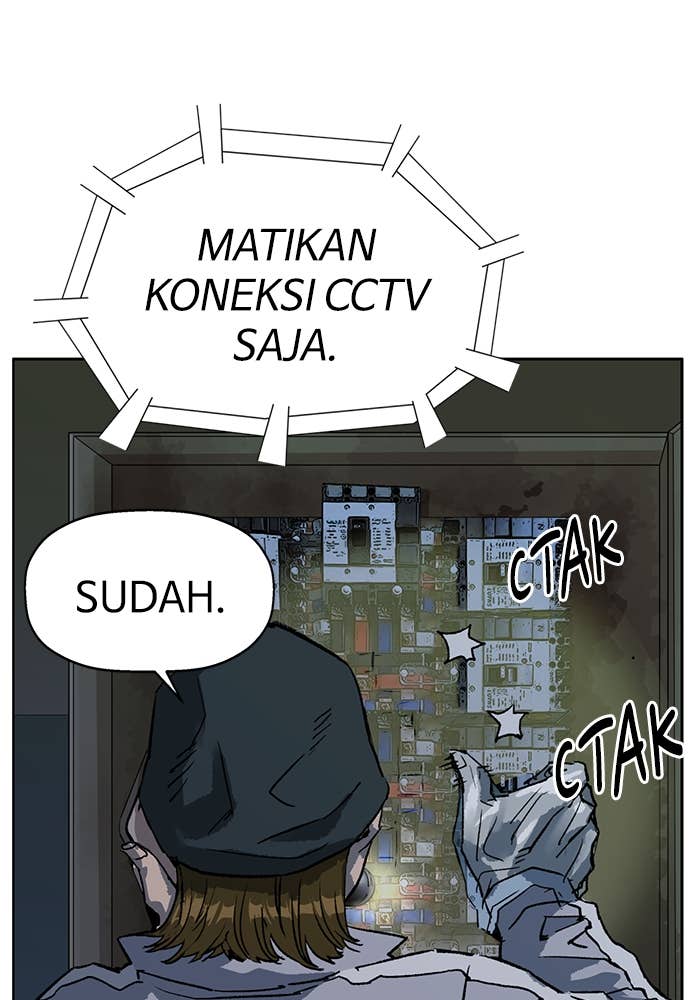 MATIKAN
KONEKSI CCTV
SAJA.
SUDAH.
CTAK
CTAK